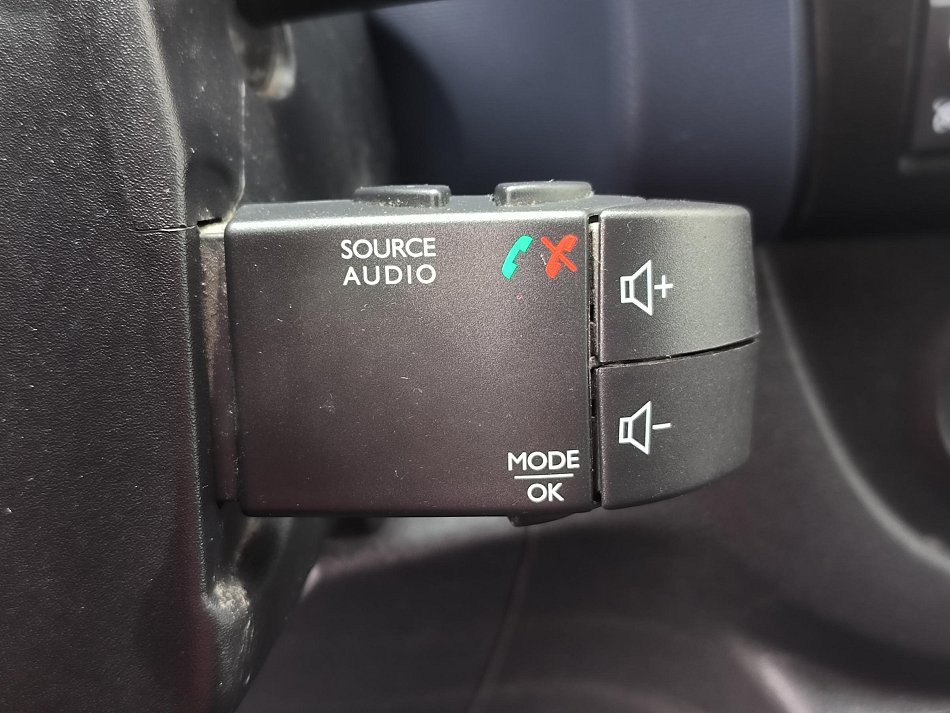 SOURCE
AUDIO
+
-
MODE
OK